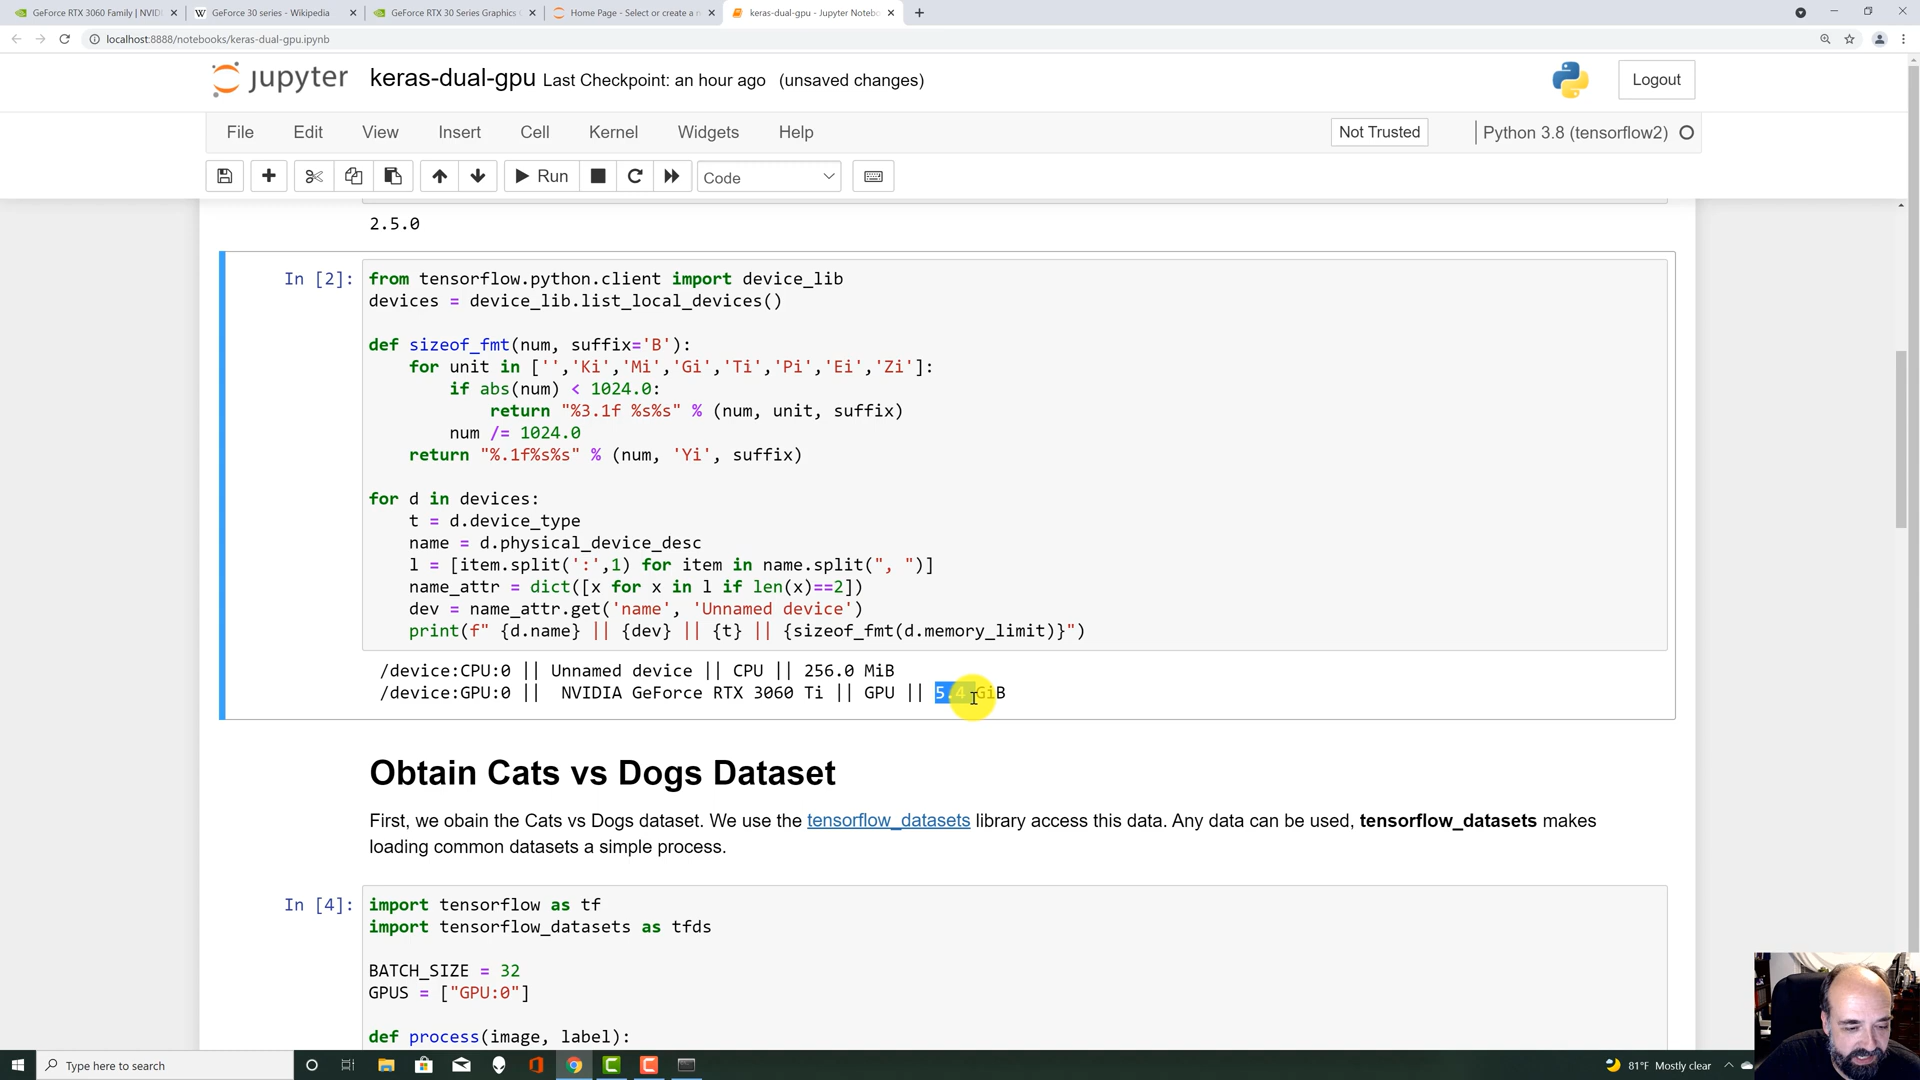 GeForce RTX 3060 Family | NVIDI
GeForce 30 series - Wikipedia
GeForce RTX 30 Series Graphics C
Home Page - Select or create a n
keras-dual-gpu - Jupyter Notebo
localhost:8888/notebooks/keras-dual-gpu.ipynb
jupyter keras-dual-gpu Last Checkpoint: an hour ago (unsaved changes)
Logout
File Edit View Insert Cell Kernel Widgets Help
Not Trusted
Python 3.8 (tensorflow2)
Run
Code
2.5.0
In [2]: from tensorflow.python.client import device_lib
devices = device_lib.list_local_devices()
def sizeof_fmt(num, suffix='B'):
for unit in ['','Ki','Mi','Gi','Ti','Pi','Ei','Zi']:
if abs(num) < 1024.0:
return "%3.1f %s%s" % (num, unit, suffix)
num /= 1024.0
return "%.1f%s%s" % (num, 'Yi', suffix)
for d in devices:
t = d.device_type
name = d.physical_device_desc
l = [item.split(':',1) for item in name.split(", ")]
name_attr = dict([x for x in l if len(x)==2])
dev = name_attr.get('name', 'Unnamed device')
print(f" {d.name} || {dev} || {t} || {sizeof_fmt(d.memory_limit)}")
/device:CPU:0 || Unnamed device || CPU || 256.0 MiB
/device:GPU:0 || NVIDIA GeForce RTX 3060 Ti || GPU || 5.4 GiB
Obtain Cats vs Dogs Dataset
First, we obain the Cats vs Dogs dataset. We use the tensorflow_datasets library access this data. Any data can be used, tensorflow_datasets makes
loading common datasets a simple process.
In [4]: import tensorflow as tf
import tensorflow_datasets as tfds
BATCH_SIZE = 32
GPUS = ["GPU:0"]
def process(image, label):
Type here to search
81°F Mostly clear